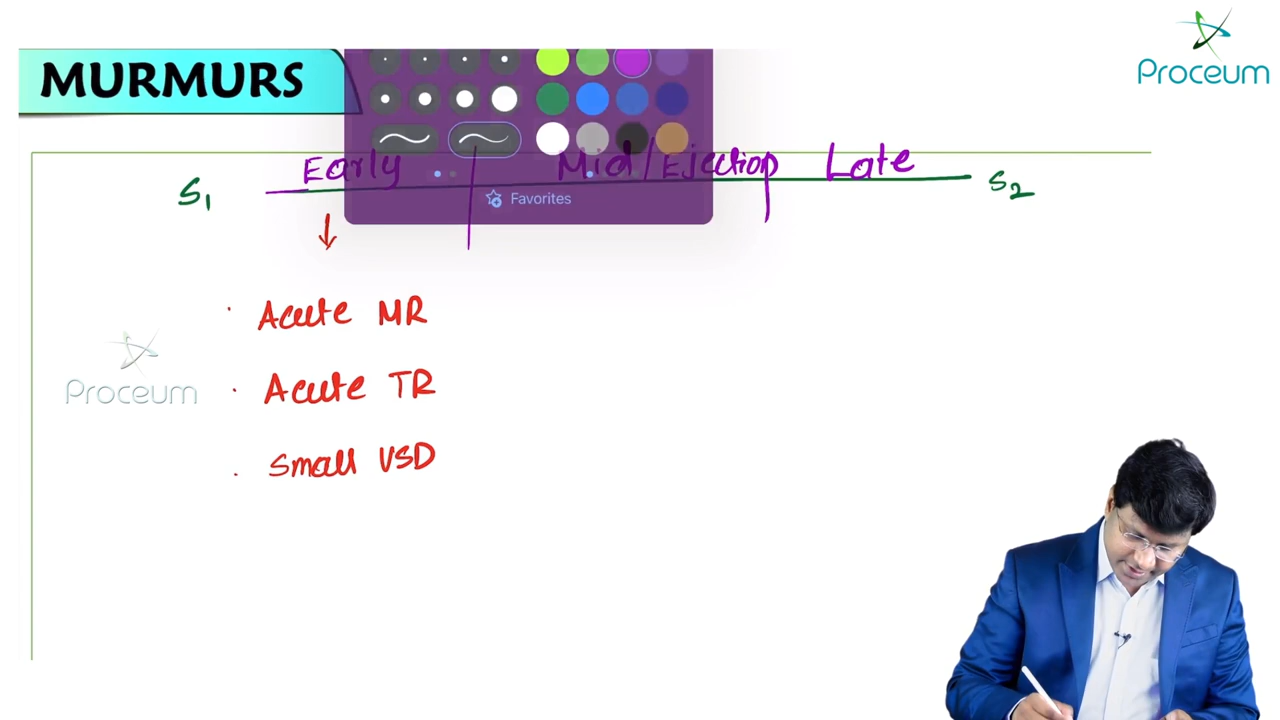 MURMURS
Proceum
Early Mid/Ejection Late
S1 S2
Favorites
Acute MR
Acute TR
Proceum
Small VSD